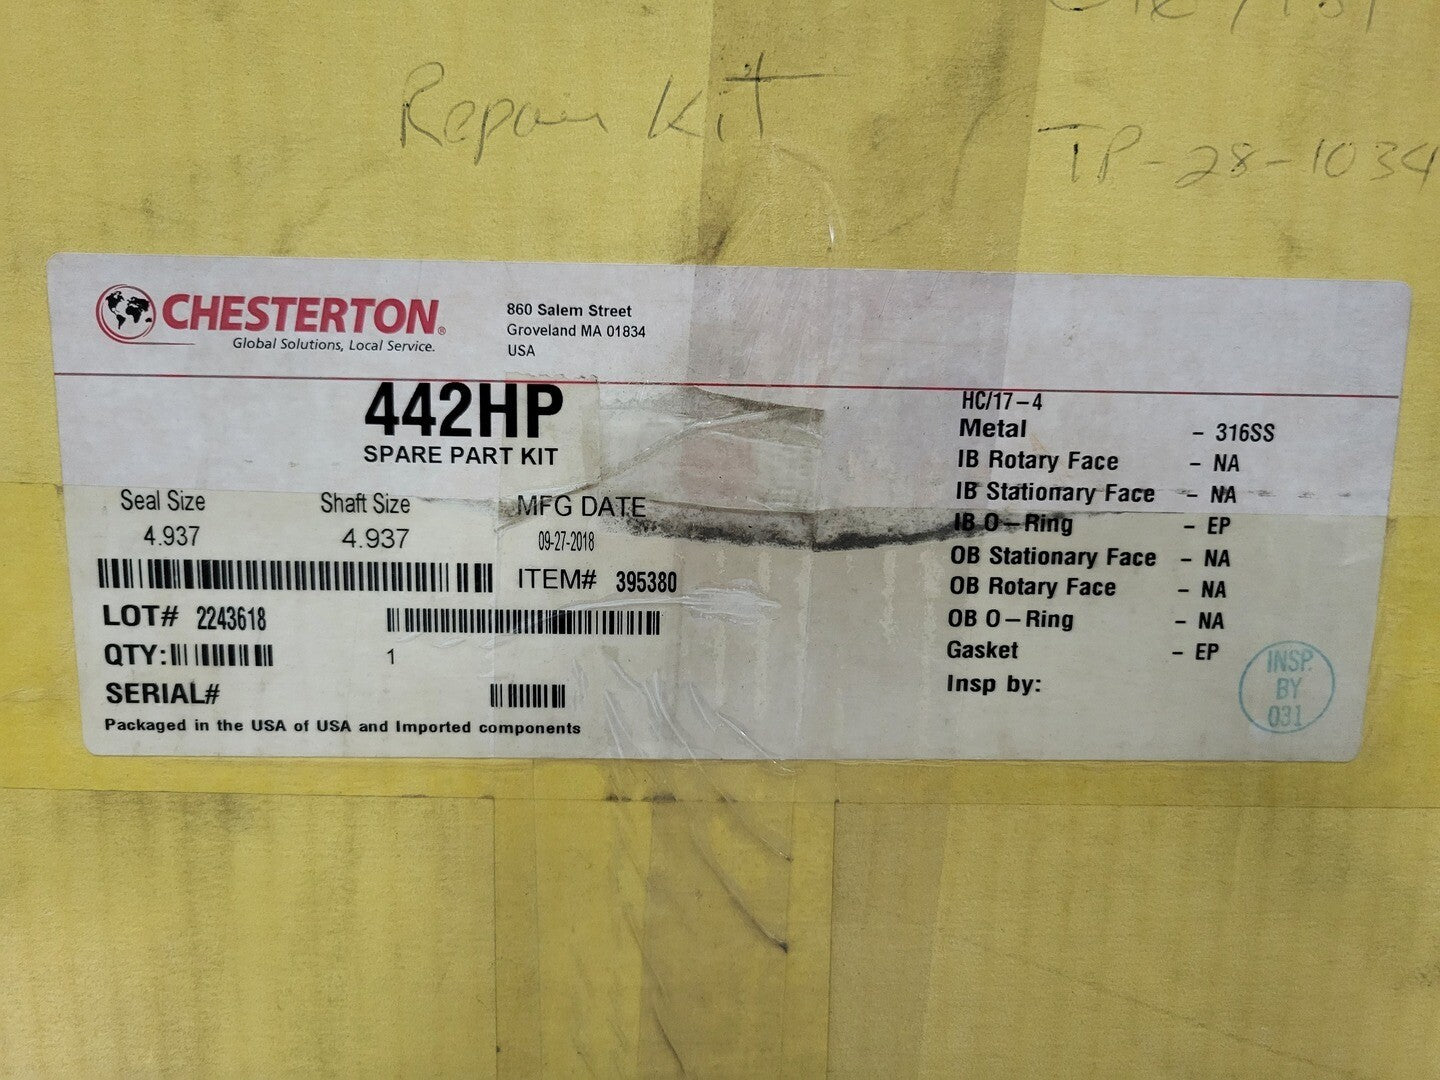 Repair Kit
TP-28-1034
CHESTERTON®
Global Solutions, Local Service.
860 Salem Street
Groveland MA 01834
USA
442HP
SPARE PART KIT
Seal Size
Shaft Size
MFG DATE
4.937
4.937
09-27-2018
ITEM# 395380
LOT# 2243618
QTY: 1
SERIAL#
Packaged in the USA of USA and Imported components
HC/17-4
Metal - 316SS
IB Rotary Face - NA
IB Stationary Face - NA
IB O-Ring - EP
OB Stationary Face - NA
OB Rotary Face - NA
OB O-Ring - NA
Gasket - EP
Insp by:
INSP.
BY
031